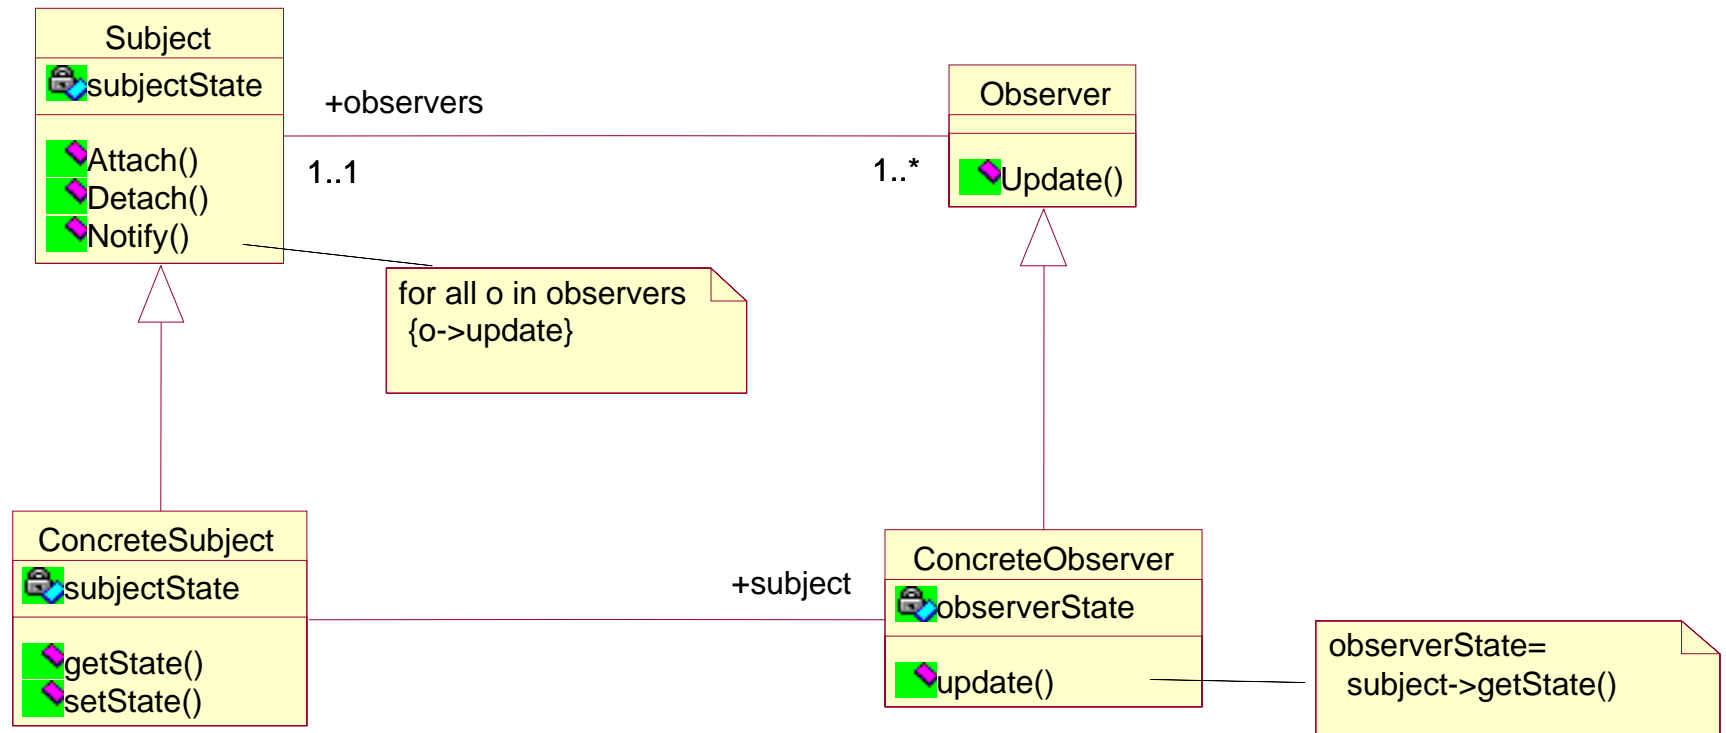 Subject
subjectState
Attach()
Detach()
Notify()
+observers
1..1
1..*
Observer
Update()
for all o in observers
{o->update}
ConcreteSubject
subjectState
getState()
setState()
+subject
ConcreteObserver
observerState
update()
observerState=
subject->getState()